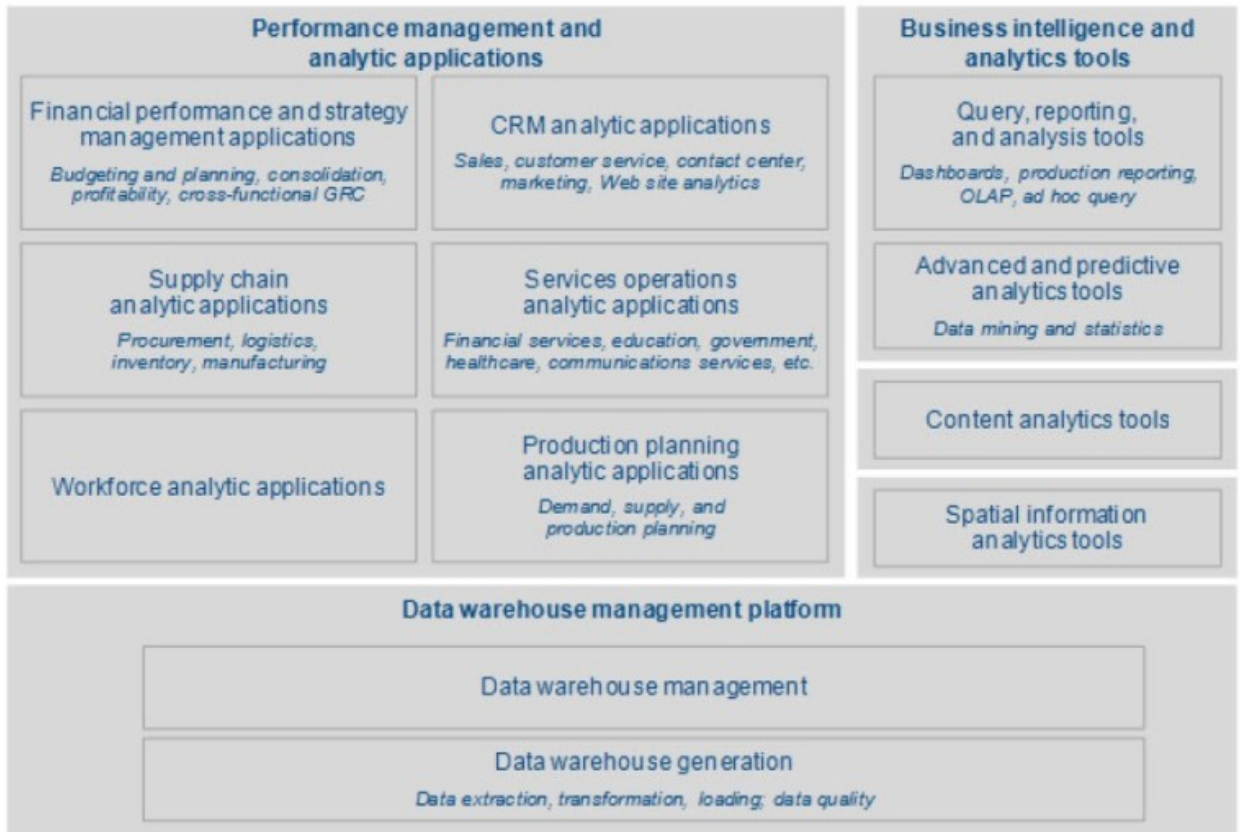 Performance management and
analytic applications
Financial performance and strategy
management applications
Budgeting and planning, consolidation,
profitability, cross-functional GRC
CRM analytic applications
Sales, customer service, contact center,
marketing, Web site analytics
Supply chain
analytic applications
Procurement, logistics,
inventory, manufacturing
Services operations
analytic applications
Financial services, education, government,
healthcare, communications services, etc.
Workforce analytic applications
Production planning
analytic applications
Demand, supply, and
production planning
Business intelligence and
analytics tools
Query, reporting,
and analysis tools
Dashboards, production reporting,
OLAP, ad hoc query
Advanced and predictive
analytics tools
Data mining and statistics
Content analytics tools
Spatial information
analytics tools
Data warehouse management platform
Data warehouse management
Data warehouse generation
Data extraction, transformation, loading; data quality